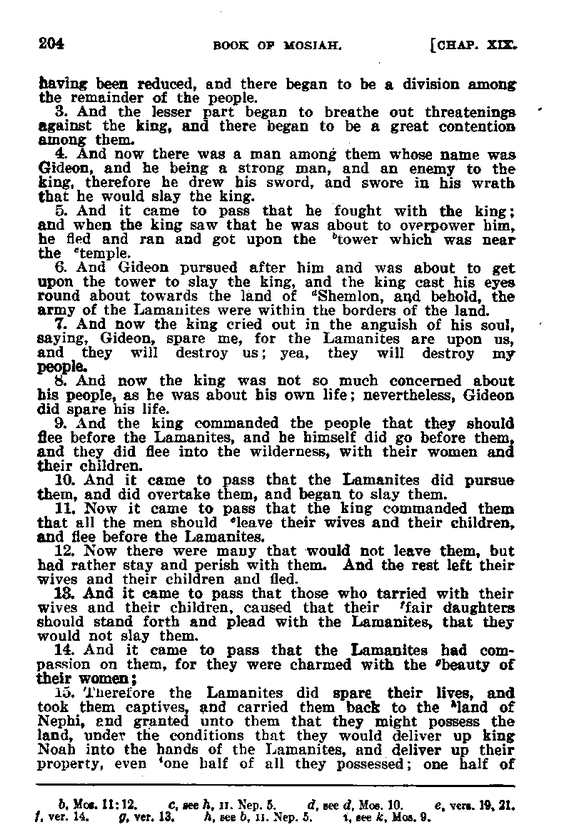 204 BOOK OF MOSIAH. [CHAP. XIX.
having been reduced, and there began to be a division among
the remainder of the people.
3. And the lesser part began to breathe out threatenings
against the king, and there began to be a great contention
among them.
4. And now there was a man among them whose name was
Gideon, and he being a strong man, and an enemy to the
king, therefore he drew his sword, and swore in his wrath
that he would slay the king.
5. And it came to pass that he fought with the king;
and when the king saw that he was about to overpower him,
he fled and ran and got upon the ᵇtower which was near
the ᶜtemple.
6. And Gideon pursued after him and was about to get
upon the tower to slay the king, and the king cast his eyes
round about towards the land of ᵈShemlon, and behold, the
army of the Lamanites were within the borders of the land.
7. And now the king cried out in the anguish of his soul,
saying, Gideon, spare me, for the Lamanites are upon us,
and they will destroy us; yea, they will destroy my
people.
8. And now the king was not so much concerned about
his people, as he was about his own life; nevertheless, Gideon
did spare his life.
9. And the king commanded the people that they should
flee before the Lamanites, and he himself did go before them,
and they did flee into the wilderness, with their women and
their children.
10. And it came to pass that the Lamanites did pursue
them, and did overtake them, and began to slay them.
11. Now it came to pass that the king commanded them
that all the men should ᵉleave their wives and their children,
and flee before the Lamanites.
12. Now there were many that would not leave them, but
had rather stay and perish with them. And the rest left their
wives and their children and fled.
13. And it came to pass that those who tarried with their
wives and their children, caused that their ᶠfair daughters
should stand forth and plead with the Lamanites, that they
would not slay them.
14. And it came to pass that the Lamanites had com-
passion on them, for they were charmed with the ᵍbeauty of
their women;
15. Therefore the Lamanites did spare their lives, and
took them captives, and carried them back to the ʰland of
Nephi, and granted unto them that they might possess the
land, under the conditions that they would deliver up king
Noah into the hands of the Lamanites, and deliver up their
property, even ⁱone half of all they possessed; one half of
b, Mos. 11:12. c, see h, II. Nep. 5. d, see d, Mos. 10. e, vers. 19, 21.
f, ver. 14. g, ver. 13. h, see b, II. Nep. 5. i, see k, Mos. 9.